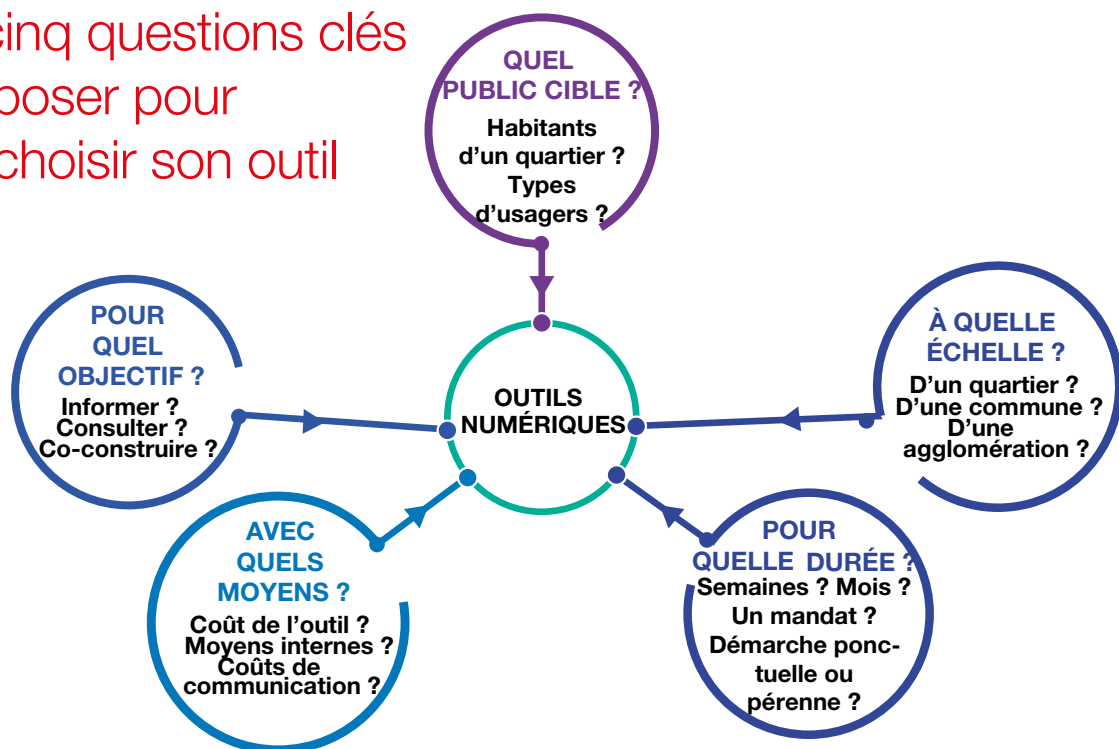 cinq questions clés
poser pour
choisir son outil
QUEL
PUBLIC CIBLE ?
Habitants
d'un quartier ?
Types
d'usagers ?
POUR
QUEL
OBJECTIF ?
Informer ?
Consulter ?
Co-construire ?
OUTILS
NUMÉRIQUES
À QUELLE
ÉCHELLE ?
D'un quartier ?
D'une commune ?
D'une
agglomération ?
AVEC
QUELS
MOYENS ?
Coût de l'outil ?
Moyens internes ?
Coûts de
communication ?
POUR
QUELLE DURÉE ?
Semaines ? Mois ?
Un mandat ?
Démarche ponc-
tuelle ou
pérenne ?